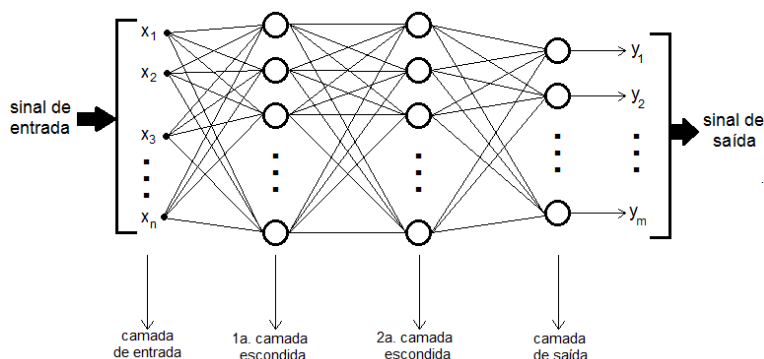 sinal de
entrada
x1
x2
x3
xn
y1
y2
ym
sinal de
saída
camada
de entrada
1a. camada
escondida
2a. camada
escondida
camada
de saída